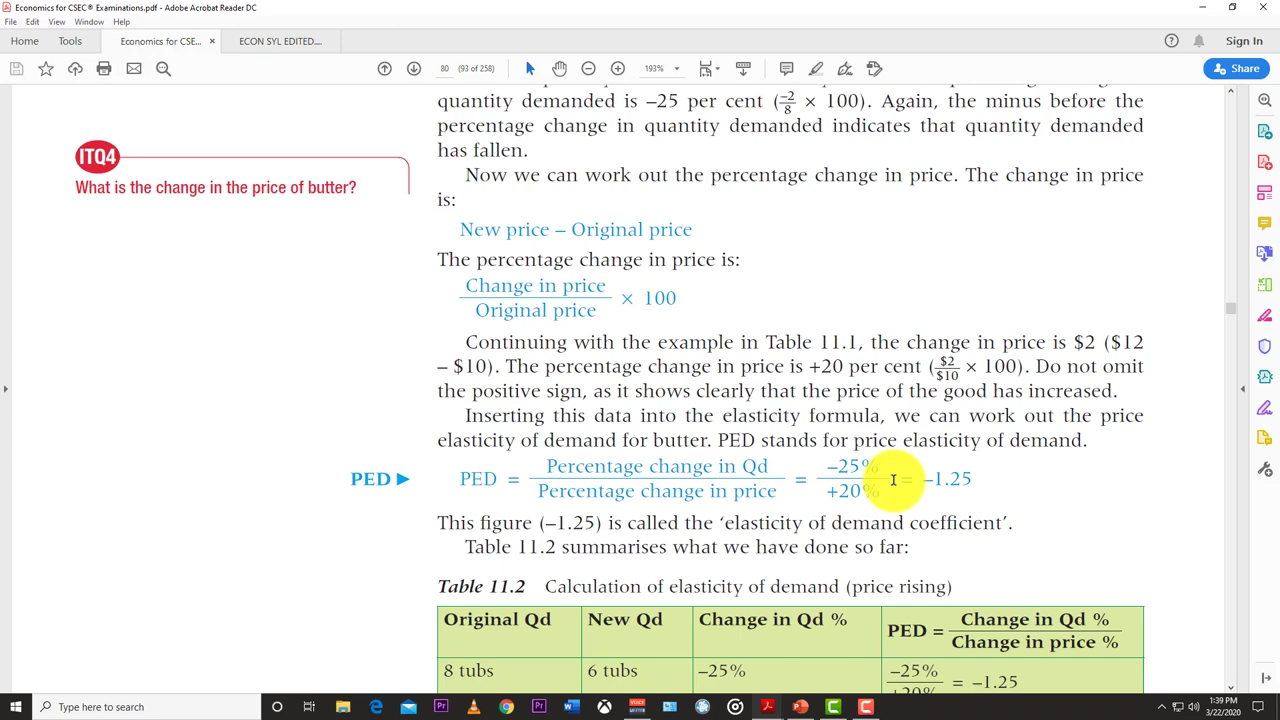 Economics for CSEC® Examinations.pdf - Adobe Acrobat Reader DC
File Edit View Window Help
Home Tools Economics for CSE... × ECON SYL EDITED....
Sign In
80 (93 of 258) 193%
Share
quantity demanded is –25 per cent (–2/8 × 100). Again, the minus before the
percentage change in quantity demanded indicates that quantity demanded
has fallen.
ITQ4
What is the change in the price of butter?
Now we can work out the percentage change in price. The change in price
is:
New price – Original price
The percentage change in price is:
Change in price
× 100
Original price
Continuing with the example in Table 11.1, the change in price is $2 ($12
– $10). The percentage change in price is +20 per cent ($2/$10 × 100). Do not omit
the positive sign, as it shows clearly that the price of the good has increased.
Inserting this data into the elasticity formula, we can work out the price
elasticity of demand for butter. PED stands for price elasticity of demand.
PED ▶ PED = Percentage change in Qd / Percentage change in price = –25% / +20% = –1.25
This figure (–1.25) is called the ‘elasticity of demand coefficient’.
Table 11.2 summarises what we have done so far:
Table 11.2 Calculation of elasticity of demand (price rising)
Original Qd New Qd Change in Qd % PED = Change in Qd % / Change in price %
8 tubs 6 tubs –25% –25% / +20% = –1.25
Type here to search
1:39 PM
3/22/2020